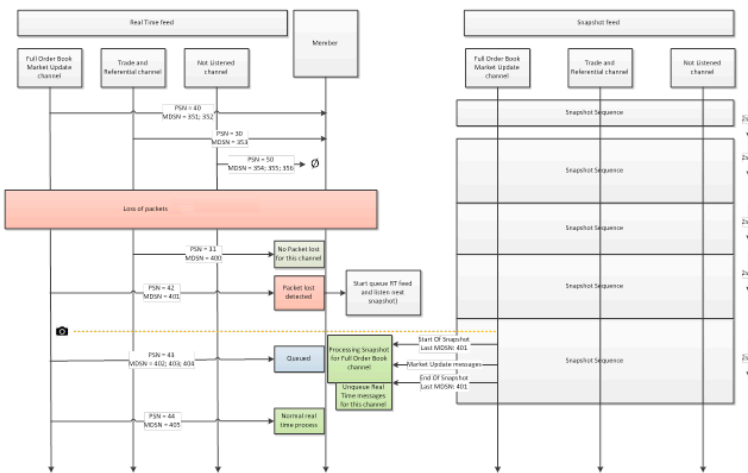 Real Time feed
Snapshot feed
Member
Full Order Book
Market Update
channel
Trade and
Referential channel
Not Listened
channel
Full Order Book
Market Update
channel
Trade and
Referential channel
Not Listened
channel
PSN = 40
MDSN = 351; 352
Snapshot Sequence
PSN = 30
MDSN = 353
PSN = 50
MDSN = 354; 355; 356
Ø
Snapshot Sequence
Loss of packets
Snapshot Sequence
PSN = 31
MDSN = 400
No Packet lost
for this channel
PSN = 42
MDSN = 401
Packet lost
detected
Start queue RT feed
and listen next
snapshot()
Snapshot Sequence
Start Of Snapshot
Last MDSN: 401
PSN = 43
MDSN = 402; 403; 404
Queued
Processing Snapshot
for Full Order Book
channel
Market Update messages
Snapshot Sequence
End Of Snapshot
Last MDSN: 401
Unqueue Real
Time messages
for this channel
PSN = 44
MDSN = 405
Normal real
time process